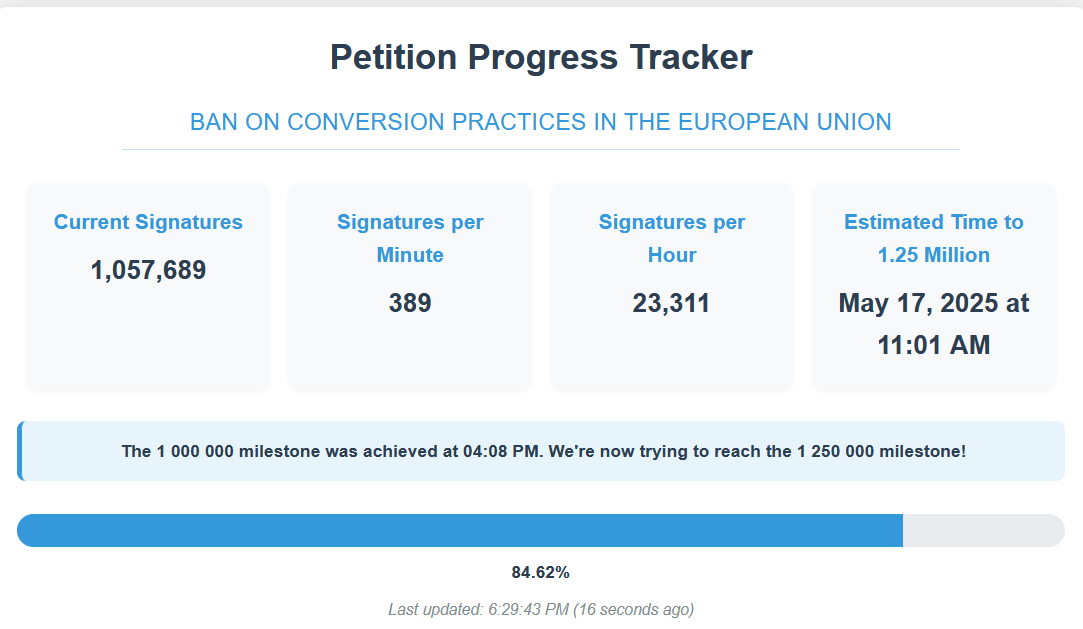 Petition Progress Tracker
BAN ON CONVERSION PRACTICES IN THE EUROPEAN UNION
Current Signatures
1,057,689
Signatures per
Minute
389
Signatures per
Hour
23,311
Estimated Time to
1.25 Million
May 17, 2025 at
11:01 AM
The 1 000 000 milestone was achieved at 04:08 PM. We're now trying to reach the 1 250 000 milestone!
84.62%
Last updated: 6:29:43 PM (16 seconds ago)